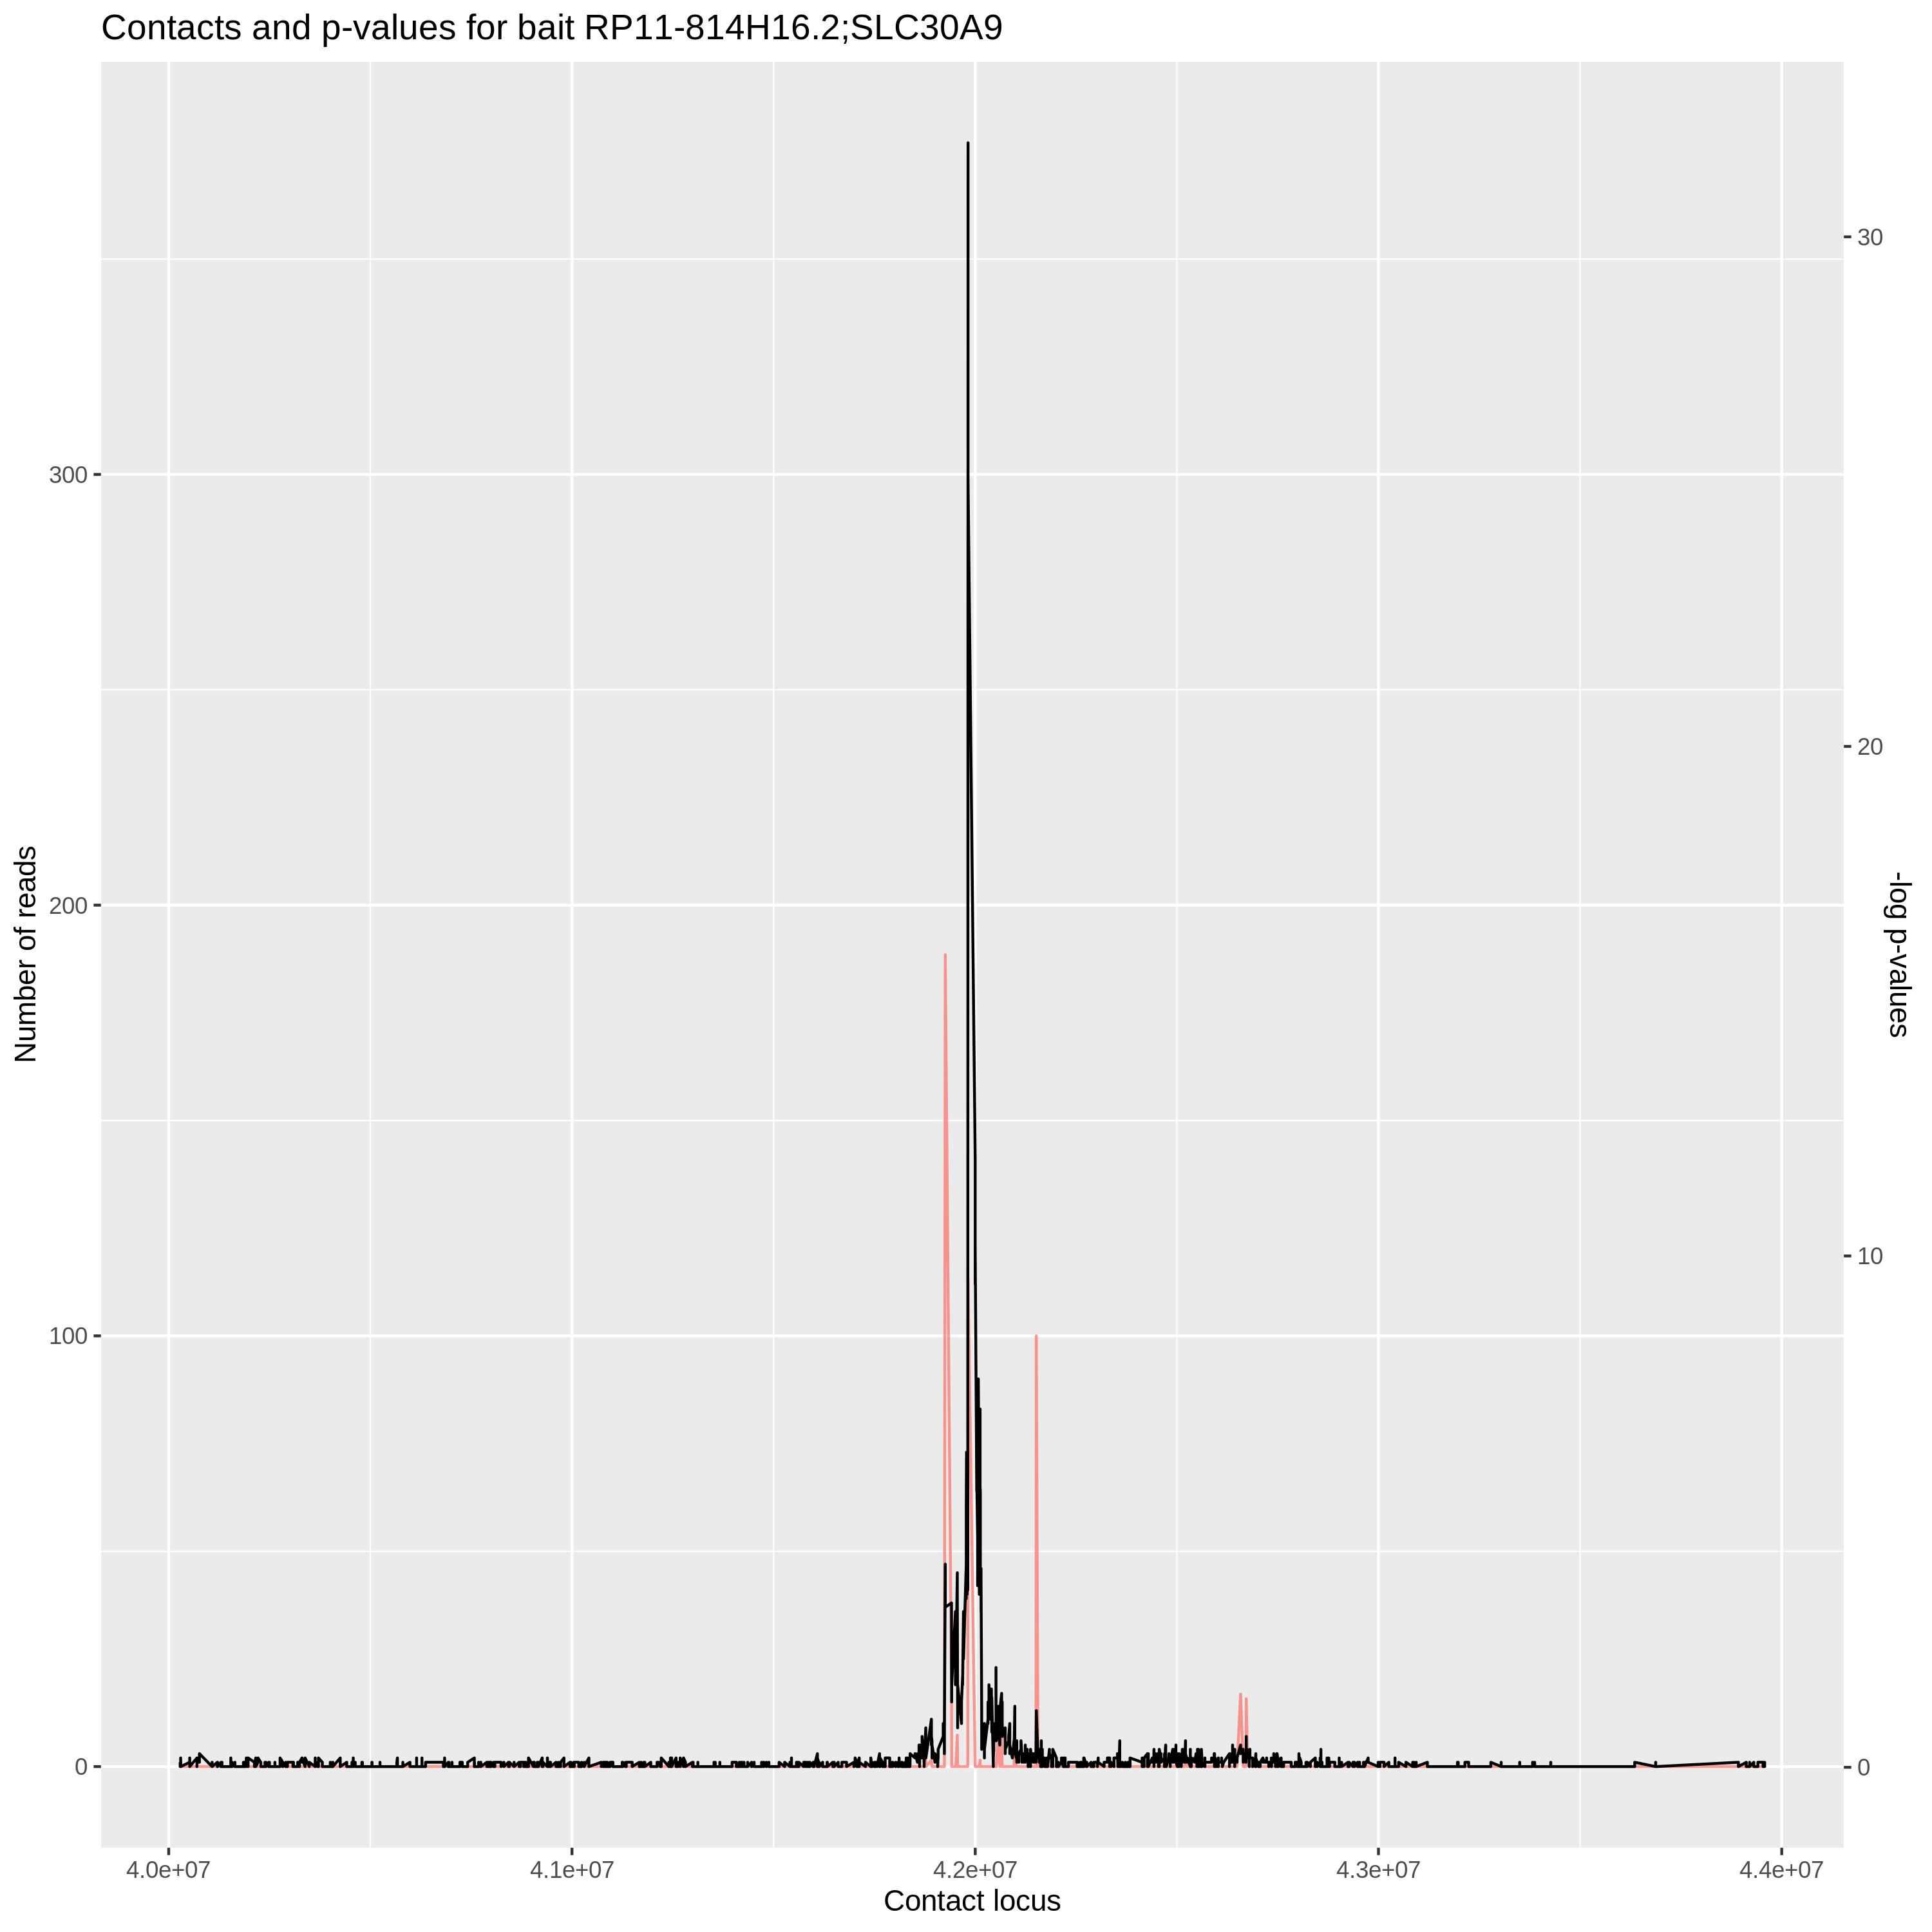 Contacts and p-values for bait RP11-814H16.2;SLC30A9
Number of reads
300
200
100
0
30
20
10
0
-log p-values
4.0e+07 4.1e+07 4.2e+07 4.3e+07 4.4e+07
Contact locus